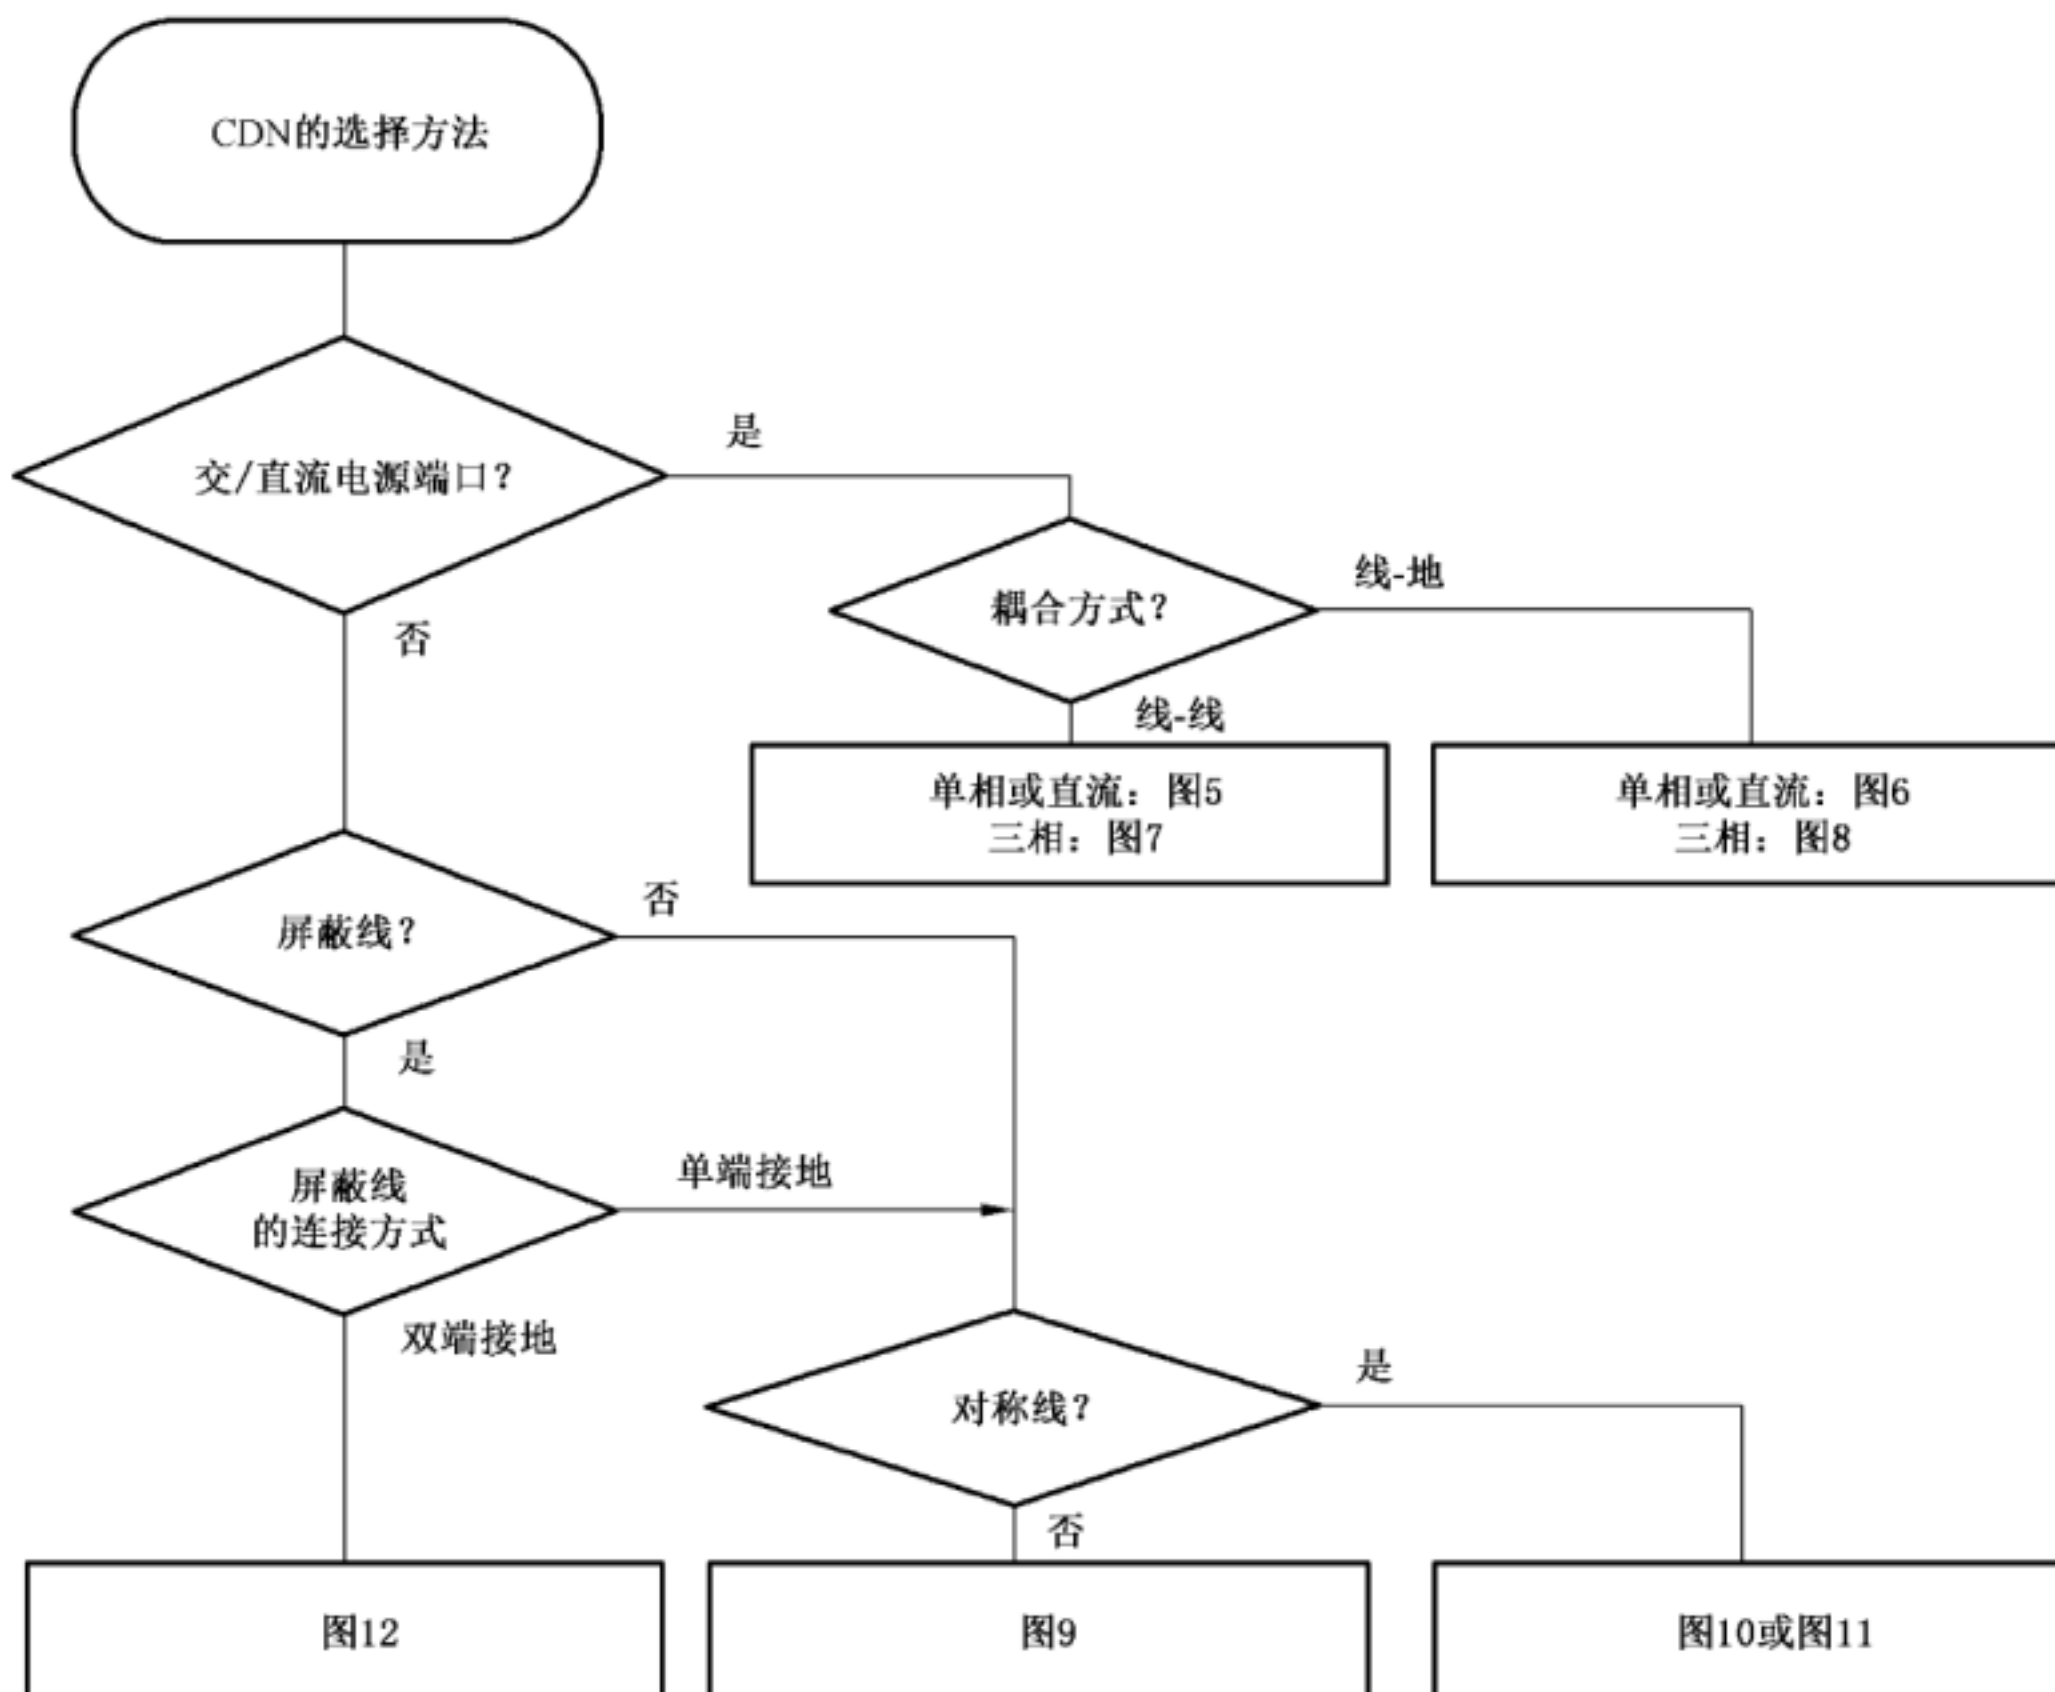 CDN的选择方法
是
交/直流电源端口？
线-地
耦合方式？
否
线-线
单相或直流：图5
三相：图7
单相或直流：图6
三相：图8
否
屏蔽线？
是
单端接地
屏蔽线
的连接方式
双端接地
是
对称线？
否
图12
图9
图10或图11